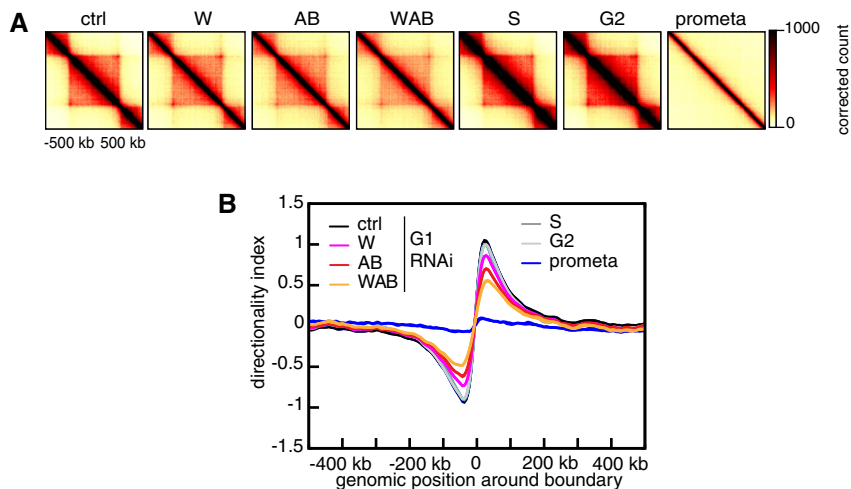 A
ctrl W AB WAB S G2 prometa
1000
0
corrected count
-500 kb 500 kb
B
1.5
1
0.5
0
-0.5
-1
-1.5
directionality index
ctrl
W
AB
WAB
G1
RNAi
S
G2
prometa
-400 kb -200 kb 0 200 kb 400 kb
genomic position around boundary